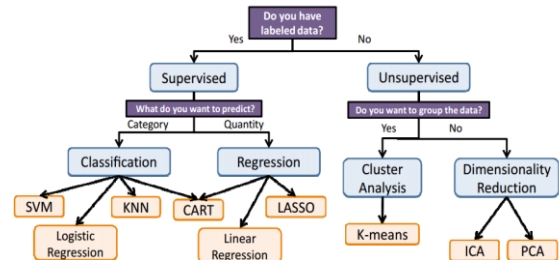 Do you have
labeled data?
Yes
No
Supervised
Unsupervised
What do you want to predict?
Do you want to group the data?
Category
Quantity
Yes
No
Classification
Regression
Cluster
Analysis
Dimensionality
Reduction
SVM
KNN
CART
LASSO
Logistic
Regression
Linear
Regression
K-means
ICA
PCA